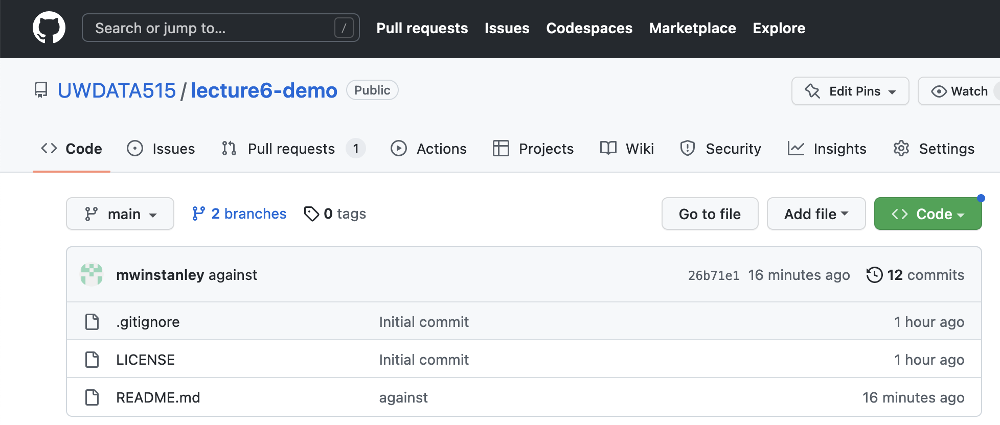 Search or jump to... / Pull requests Issues Codespaces Marketplace Explore
UWDATA515 / lecture6-demo Public Edit Pins Watch
Code Issues Pull requests 1 Actions Projects Wiki Security Insights Settings
main 2 branches 0 tags Go to file Add file Code
mwinstanley against 26b71e1 16 minutes ago 12 commits
.gitignore Initial commit 1 hour ago
LICENSE Initial commit 1 hour ago
README.md against 16 minutes ago